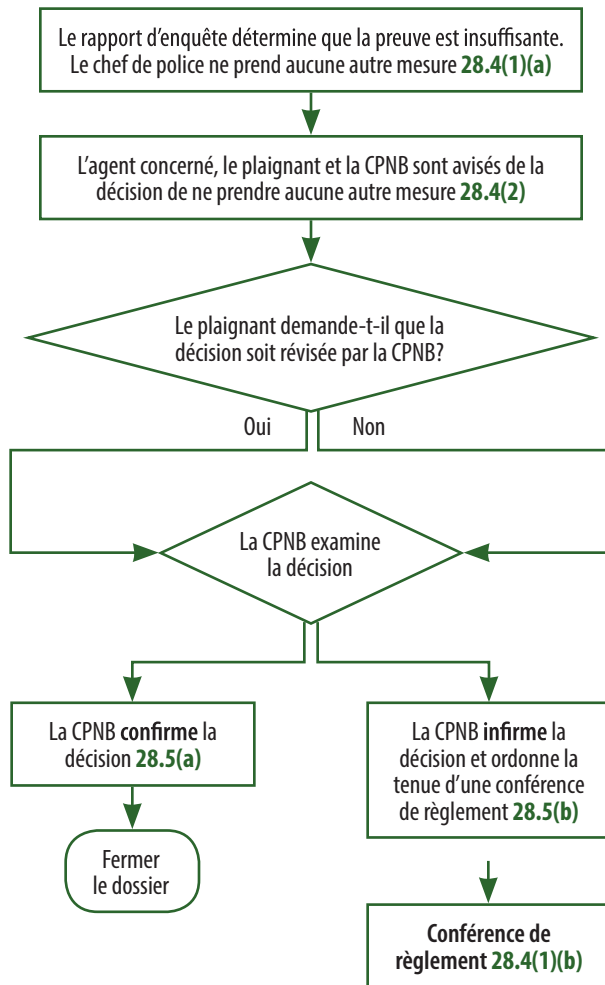 Le rapport d’enquête détermine que la preuve est insuffisante.
Le chef de police ne prend aucune autre mesure 28.4(1)(a)
L’agent concerné, le plaignant et la CPNB sont avisés de la
décision de ne prendre aucune autre mesure 28.4(2)
Le plaignant demande-t-il que la
décision soit révisée par la CPNB?
Oui
Non
La CPNB examine
la décision
La CPNB confirme la
décision 28.5(a)
Fermer
le dossier
La CPNB infirme la
décision et ordonne la
tenue d’une conférence
de règlement 28.5(b)
Conférence de
règlement 28.4(1)(b)